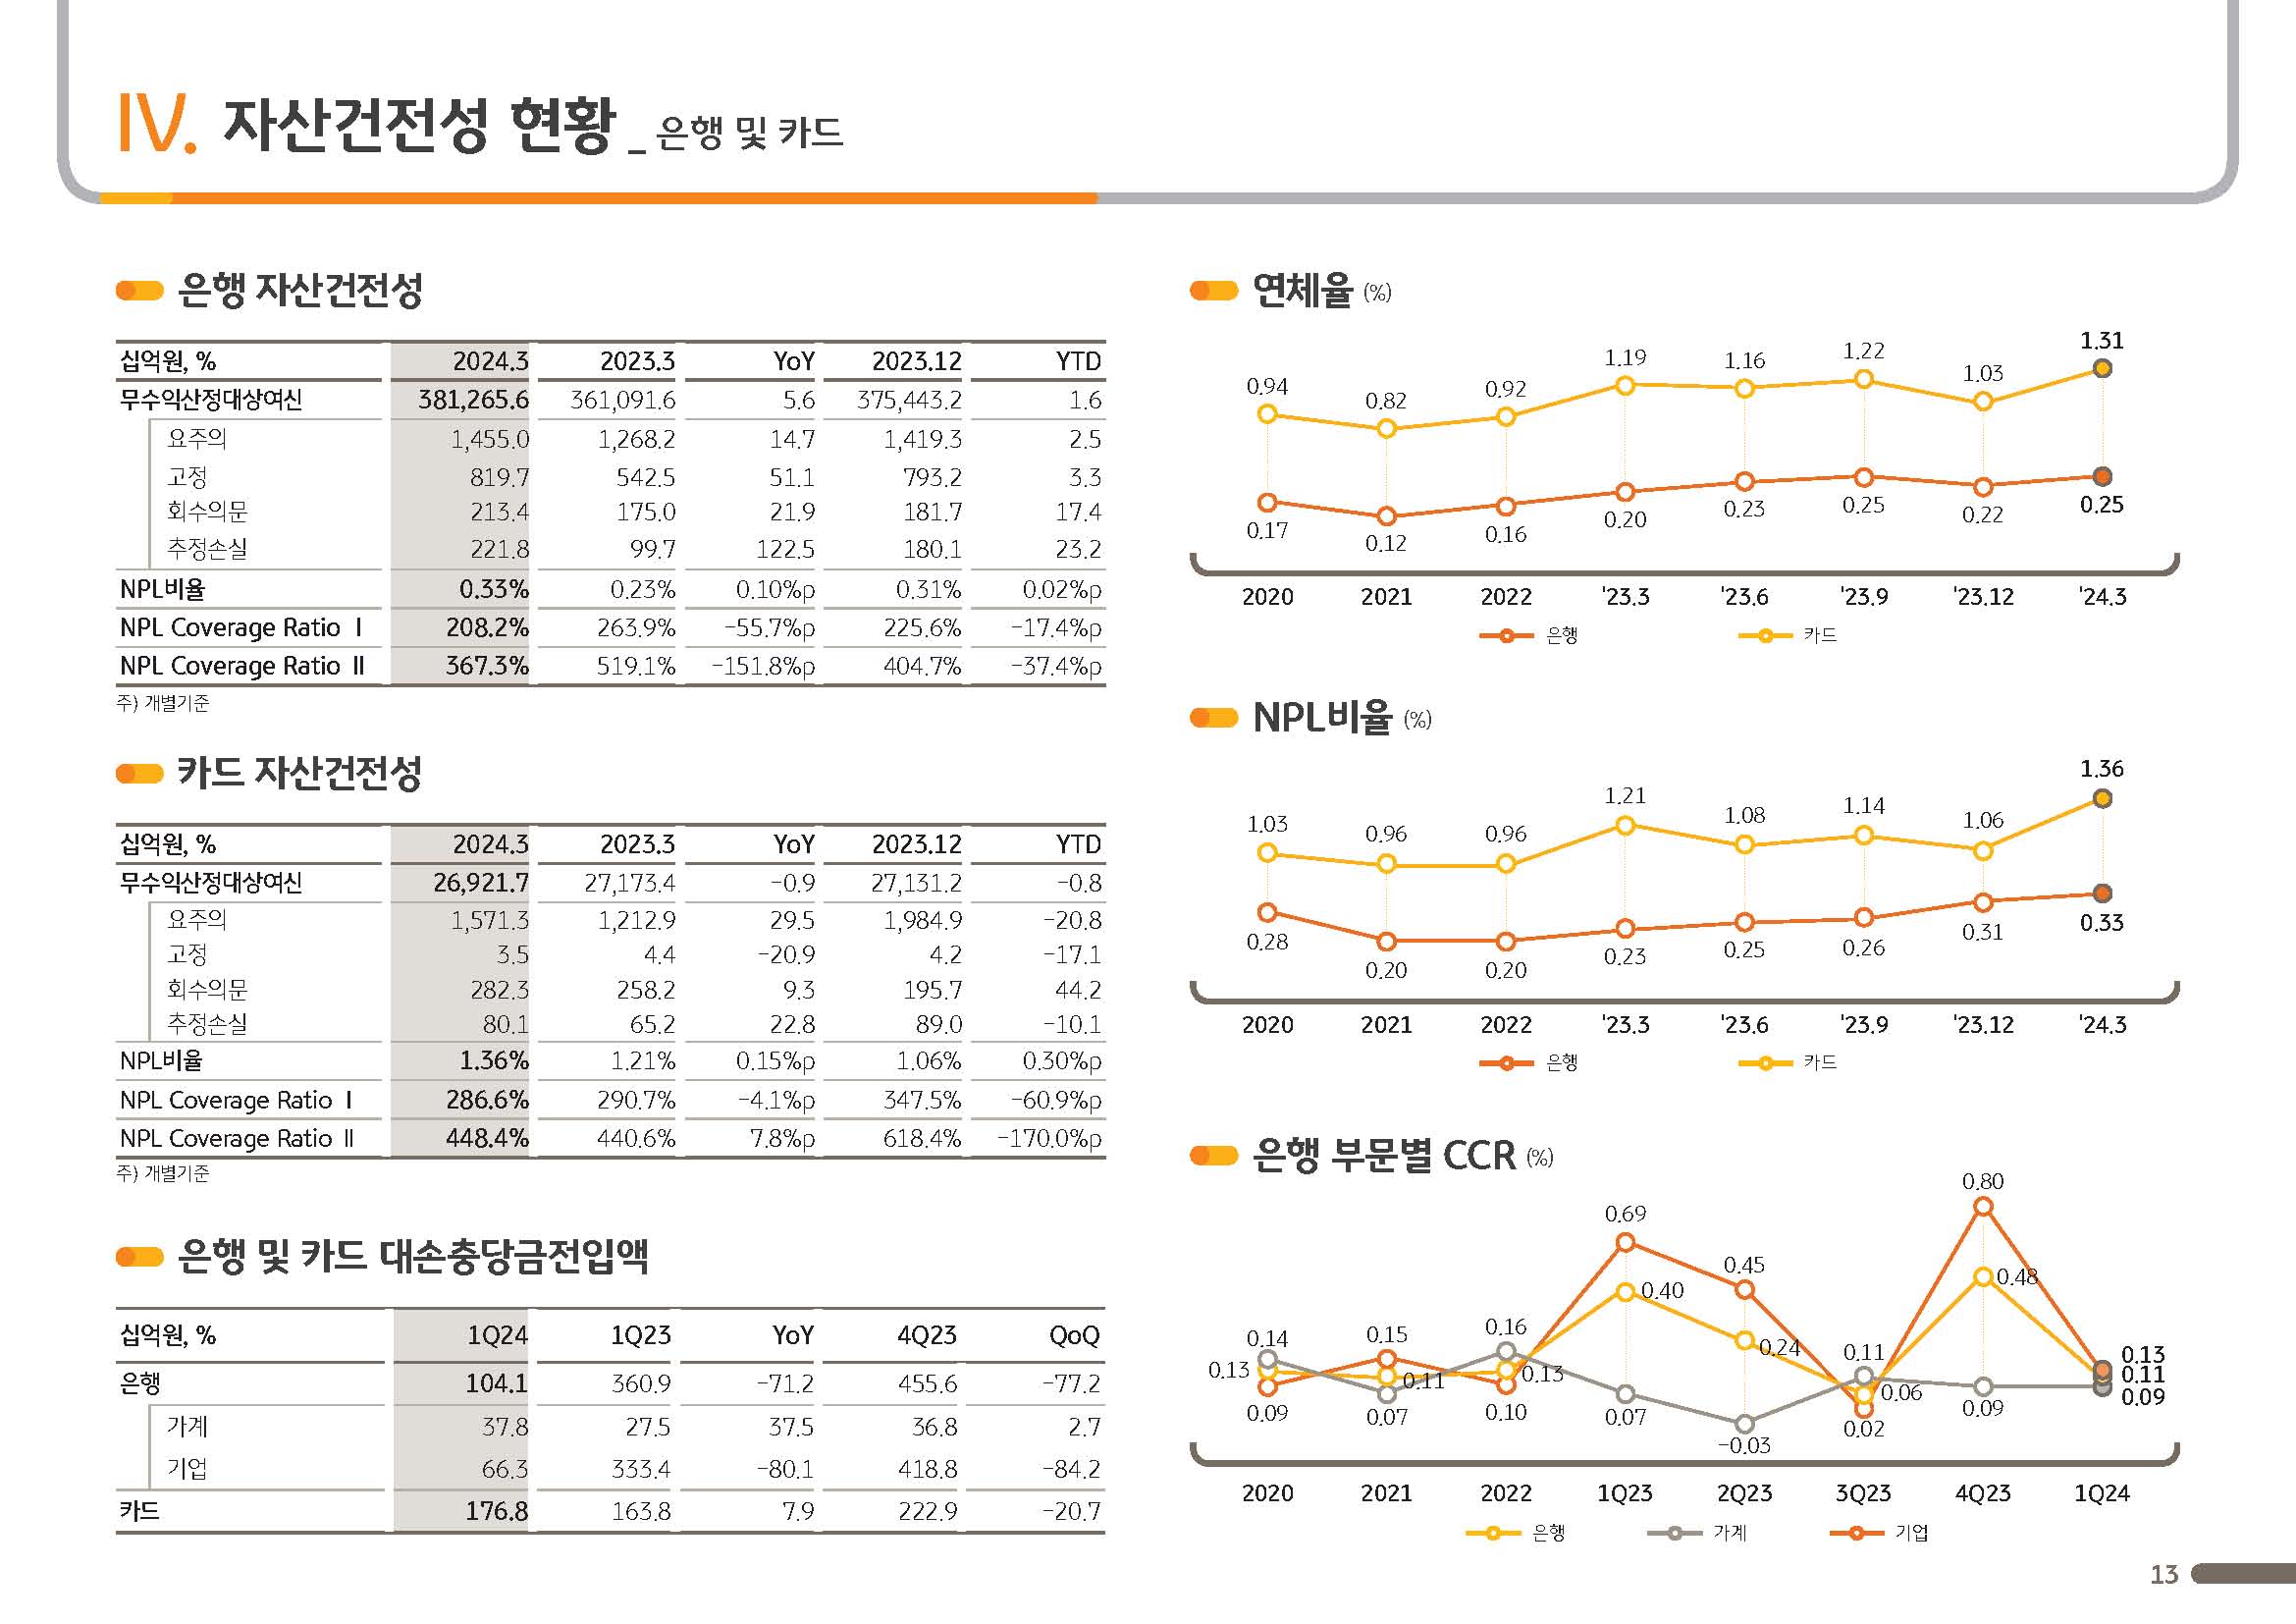 IV. 자산건전성 현황 _ 은행 및 카드
은행 자산건전성
십억원, % 2024.3 2023.3 YoY 2023.12 YTD
무수익산정대상여신 381,265.6 361,091.6 5.6 375,443.2 1.6
요주의 1,455.0 1,268.2 14.7 1,419.3 2.5
고정 819.7 542.5 51.1 793.2 3.3
회수의문 213.4 175.0 21.9 181.7 17.4
추정손실 221.8 99.7 122.5 180.1 23.2
NPL비율 0.33% 0.23% 0.10%p 0.31% 0.02%p
NPL Coverage Ratio Ⅰ 208.2% 263.9% -55.7%p 225.6% -17.4%p
NPL Coverage Ratio Ⅱ 367.3% 519.1% -151.8%p 404.7% -37.4%p
주) 개별기준
카드 자산건전성
십억원, % 2024.3 2023.3 YoY 2023.12 YTD
무수익산정대상여신 26,921.7 27,173.4 -0.9 27,131.2 -0.8
요주의 1,571.3 1,212.9 29.5 1,984.9 -20.8
고정 3.5 4.4 -20.9 4.2 -17.1
회수의문 282.3 258.2 9.3 195.7 44.2
추정손실 80.1 65.2 22.8 89.0 -10.1
NPL비율 1.36% 1.21% 0.15%p 1.06% 0.30%p
NPL Coverage Ratio Ⅰ 286.6% 290.7% -4.1%p 347.5% -60.9%p
NPL Coverage Ratio Ⅱ 448.4% 440.6% 7.8%p 618.4% -170.0%p
주) 개별기준
은행 및 카드 대손충당금전입액
십억원, % 1Q24 1Q23 YoY 4Q23 QoQ
은행 104.1 360.9 -71.2 455.6 -77.2
가계 37.8 27.5 37.5 36.8 2.7
기업 66.3 333.4 -80.1 418.8 -84.2
카드 176.8 163.8 7.9 222.9 -20.7
연체율 (%)
0.94 0.82 0.92 1.19 1.16 1.22 1.03 1.31
0.17 0.12 0.16 0.20 0.23 0.25 0.22 0.25
2020 2021 2022 '23.3 '23.6 '23.9 '23.12 '24.3
은행 카드
NPL비율 (%)
1.03 0.96 0.96 1.21 1.08 1.14 1.06 1.36
0.28 0.20 0.20 0.23 0.25 0.26 0.31 0.33
2020 2021 2022 '23.3 '23.6 '23.9 '23.12 '24.3
은행 카드
은행 부문별 CCR (%)
0.14 0.15 0.16 0.69 0.45 0.11 0.80 0.13
0.13 0.11 0.13 0.40 0.24 0.06 0.48 0.11
0.09 0.07 0.10 0.07 -0.03 0.02 0.09 0.09
2020 2021 2022 1Q23 2Q23 3Q23 4Q23 1Q24
은행 가계 기업
13